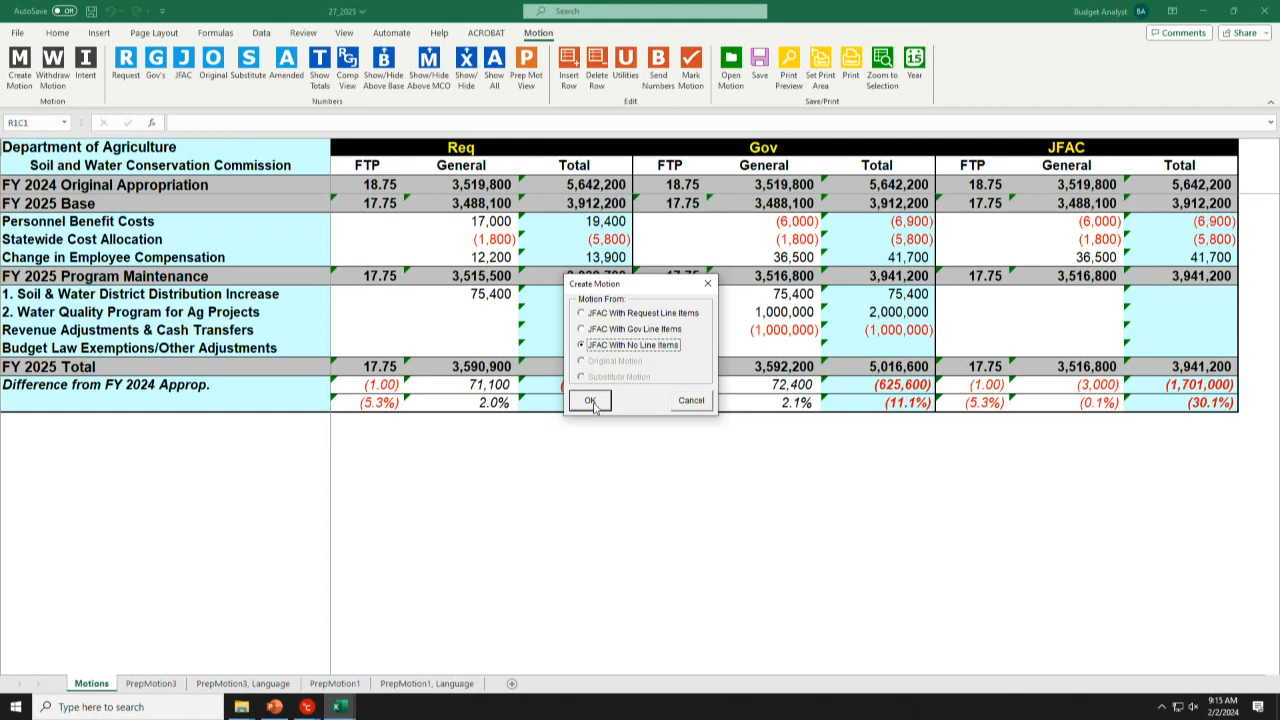 AutoSave Off 27_2025 Search Budget Analyst BA
File Home Insert Page Layout Formulas Data Review View Automate Help ACROBAT Motion Comments Share
M W I R G J O S A T RG B M X A P U B 15
Create Motion Withdraw Motion Intent Request Gov's JFAC Original Substitute Amended Show Totals Comp View Show/Hide Above Base Show/Hide Above MCO Show/Hide Show All Prep Mot View Insert Row Delete Row Utilities Send Numbers Mark Motion Open Motion Save Print Preview Set Print Area Print Zoom to Selection Year
Motion Numbers Edit Save/Print
R1C1 fx
Department of Agriculture Req Gov JFAC
Soil and Water Conservation Commission FTP General Total FTP General Total FTP General Total
FY 2024 Original Appropriation 18.75 3,519,800 5,642,200 18.75 3,519,800 5,642,200 18.75 3,519,800 5,642,200
FY 2025 Base 17.75 3,488,100 3,912,200 17.75 3,488,100 3,912,200 17.75 3,488,100 3,912,200
Personnel Benefit Costs 17,000 19,400 (6,000) (6,900) (6,000) (6,900)
Statewide Cost Allocation (1,800) (5,800) (1,800) (5,800) (1,800) (5,800)
Change in Employee Compensation 12,200 13,900 36,500 41,700 36,500 41,700
FY 2025 Program Maintenance 17.75 3,515,500 3,516,800 3,941,200 17.75 3,516,800 3,941,200
1. Soil & Water District Distribution Increase 75,400 75,400 75,400
2. Water Quality Program for Ag Projects 1,000,000 2,000,000
Revenue Adjustments & Cash Transfers (1,000,000) (1,000,000)
Budget Law Exemptions/Other Adjustments
FY 2025 Total 17.75 3,590,900 3,592,200 5,016,600 17.75 3,516,800 3,941,200
Difference from FY 2024 Approp. (1.00) 71,100 72,400 (625,600) (1.00) (3,000) (1,701,000)
(5.3%) 2.0% 2.1% (11.1%) (5.3%) (0.1%) (30.1%)
Create Motion
Motion From:
JFAC With Request Line Items
JFAC With Gov Line Items
JFAC With No Line Items
Original Motion
Substitute Motion
OK Cancel
Motions PrepMotion3 PrepMotion3, Language PrepMotion1 PrepMotion1, Language
Type here to search 9:15 AM
2/2/2024